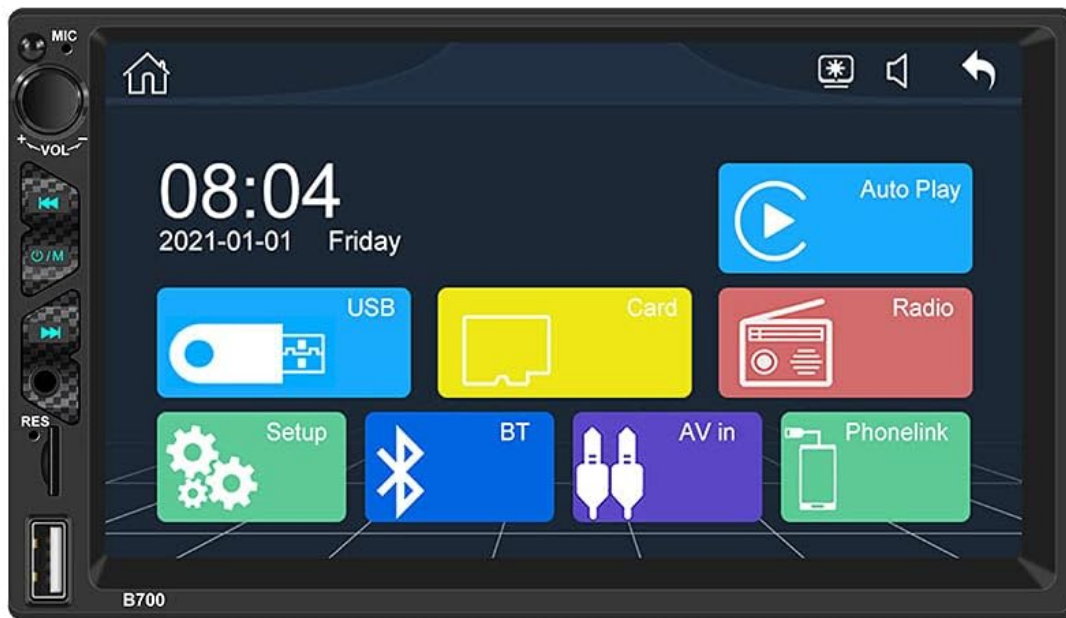 MIC
+ VOL -
08:04
2021-01-01 Friday
Auto Play
USB
Card
Radio
⏻/M
RES
Setup
BT
AV in
Phonelink
B700